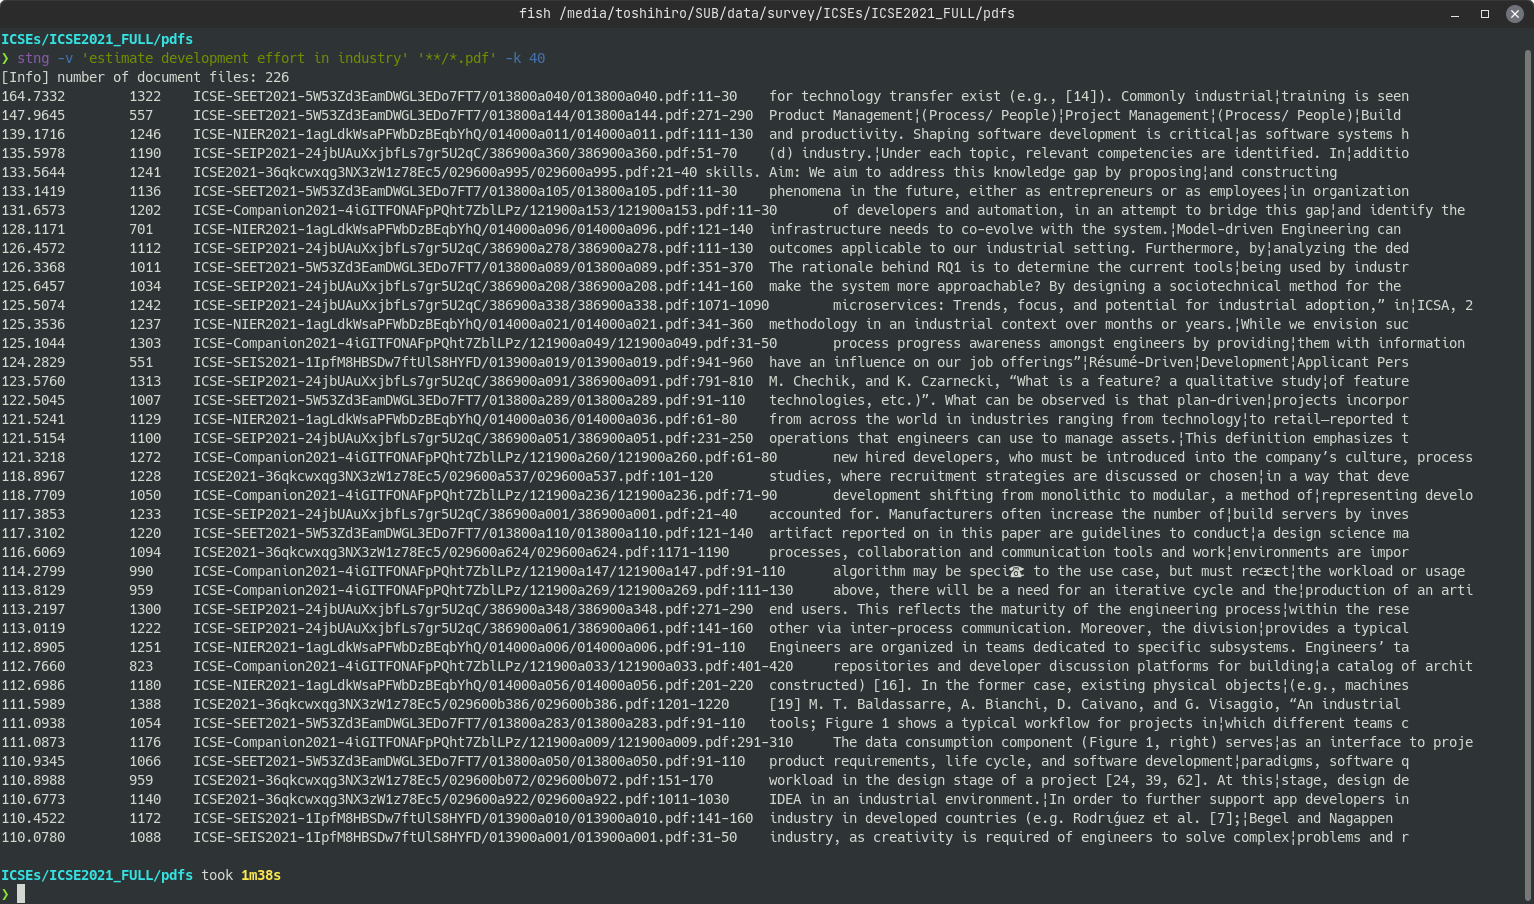 fish /media/toshihiro/SUB/data/survey/ICSEs/ICSE2021_FULL/pdfs
ICSEs/ICSE2021_FULL/pdfs
❯ stng -v 'estimate development effort in industry' '**/*.pdf' -k 40
[Info] number of document files: 226
164.7332 1322 ICSE-SEET2021-5W53Zd3EamDWGL3EDo7FT7/013800a040/013800a040.pdf:11-30 for technology transfer exist (e.g., [14]). Commonly industrial¦training is seen
147.9645 557 ICSE-SEET2021-5W53Zd3EamDWGL3EDo7FT7/013800a144/013800a144.pdf:271-290 Product Management¦(Process/ People)¦Project Management¦(Process/ People)¦Build
139.1716 1246 ICSE-NIER2021-1agLdkWsaPFWbDzBEqbYhQ/014000a011/014000a011.pdf:111-130 and productivity. Shaping software development is critical¦as software systems h
135.5978 1190 ICSE-SEIP2021-24jbUAuXxjbfLs7gr5U2qC/386900a360/386900a360.pdf:51-70 (d) industry.¦Under each topic, relevant competencies are identified. In¦additio
133.5644 1241 ICSE2021-36qkcwxqg3NX3zW1z78Ec5/029600a995/029600a995.pdf:21-40 skills. Aim: We aim to address this knowledge gap by proposing¦and constructing
133.1419 1136 ICSE-SEET2021-5W53Zd3EamDWGL3EDo7FT7/013800a105/013800a105.pdf:11-30 phenomena in the future, either as entrepreneurs or as employees¦in organization
131.6573 1202 ICSE-Companion2021-4iGITFONAFpPQht7ZblLPz/121900a153/121900a153.pdf:11-30 of developers and automation, in an attempt to bridge this gap¦and identify the
128.1171 701 ICSE-NIER2021-1agLdkWsaPFWbDzBEqbYhQ/014000a096/014000a096.pdf:121-140 infrastructure needs to co-evolve with the system.¦Model-driven Engineering can
126.4572 1112 ICSE-SEIP2021-24jbUAuXxjbfLs7gr5U2qC/386900a278/386900a278.pdf:111-130 outcomes applicable to our industrial setting. Furthermore, by¦analyzing the ded
126.3368 1011 ICSE-SEET2021-5W53Zd3EamDWGL3EDo7FT7/013800a089/013800a089.pdf:351-370 The rationale behind RQ1 is to determine the current tools¦being used by industr
125.6457 1034 ICSE-SEIP2021-24jbUAuXxjbfLs7gr5U2qC/386900a208/386900a208.pdf:141-160 make the system more approachable? By designing a sociotechnical method for the
125.5074 1242 ICSE-SEIP2021-24jbUAuXxjbfLs7gr5U2qC/386900a338/386900a338.pdf:1071-1090 microservices: Trends, focus, and potential for industrial adoption,” in¦ICSA, 2
125.3536 1237 ICSE-NIER2021-1agLdkWsaPFWbDzBEqbYhQ/014000a021/014000a021.pdf:341-360 methodology in an industrial context over months or years.¦While we envision suc
125.1044 1303 ICSE-Companion2021-4iGITFONAFpPQht7ZblLPz/121900a049/121900a049.pdf:31-50 process progress awareness amongst engineers by providing¦them with information
124.2829 551 ICSE-SEIS2021-1IpfM8HBSDw7ftUlS8HYFD/013900a019/013900a019.pdf:941-960 have an influence on our job offerings”¦Résumé-Driven¦Development¦Applicant Pers
123.5760 1313 ICSE-SEIP2021-24jbUAuXxjbfLs7gr5U2qC/386900a091/386900a091.pdf:791-810 M. Chechik, and K. Czarnecki, “What is a feature? a qualitative study¦of feature
122.5045 1007 ICSE-SEET2021-5W53Zd3EamDWGL3EDo7FT7/013800a289/013800a289.pdf:91-110 technologies, etc.)”. What can be observed is that plan-driven¦projects incorpor
121.5241 1129 ICSE-NIER2021-1agLdkWsaPFWbDzBEqbYhQ/014000a036/014000a036.pdf:61-80 from across the world in industries ranging from technology¦to retail—reported t
121.5154 1100 ICSE-SEIP2021-24jbUAuXxjbfLs7gr5U2qC/386900a051/386900a051.pdf:231-250 operations that engineers can use to manage assets.¦This definition emphasizes t
121.3218 1272 ICSE-Companion2021-4iGITFONAFpPQht7ZblLPz/121900a260/121900a260.pdf:61-80 new hired developers, who must be introduced into the company’s culture, process
118.8967 1228 ICSE2021-36qkcwxqg3NX3zW1z78Ec5/029600a537/029600a537.pdf:101-120 studies, where recruitment strategies are discussed or chosen¦in a way that deve
118.7709 1050 ICSE-Companion2021-4iGITFONAFpPQht7ZblLPz/121900a236/121900a236.pdf:71-90 development shifting from monolithic to modular, a method of¦representing develo
117.3853 1233 ICSE-SEIP2021-24jbUAuXxjbfLs7gr5U2qC/386900a001/386900a001.pdf:21-40 accounted for. Manufacturers often increase the number of¦build servers by inves
117.3102 1220 ICSE-SEET2021-5W53Zd3EamDWGL3EDo7FT7/013800a110/013800a110.pdf:121-140 artifact reported on in this paper are guidelines to conduct¦a design science ma
116.6069 1094 ICSE2021-36qkcwxqg3NX3zW1z78Ec5/029600a624/029600a624.pdf:1171-1190 processes, collaboration and communication tools and work¦environments are impor
114.2799 990 ICSE-Companion2021-4iGITFONAFpPQht7ZblLPz/121900a147/121900a147.pdf:91-110 algorithm may be speci☎ to the use case, but must re ect¦the workload or usage
113.8129 959 ICSE-Companion2021-4iGITFONAFpPQht7ZblLPz/121900a269/121900a269.pdf:111-130 above, there will be a need for an iterative cycle and the¦production of an arti
113.2197 1300 ICSE-SEIP2021-24jbUAuXxjbfLs7gr5U2qC/386900a348/386900a348.pdf:271-290 end users. This reflects the maturity of the engineering process¦within the rese
113.0119 1222 ICSE-SEIP2021-24jbUAuXxjbfLs7gr5U2qC/386900a061/386900a061.pdf:141-160 other via inter-process communication. Moreover, the division¦provides a typical
112.8905 1251 ICSE-NIER2021-1agLdkWsaPFWbDzBEqbYhQ/014000a006/014000a006.pdf:91-110 Engineers are organized in teams dedicated to specific subsystems. Engineers’ ta
112.7660 823 ICSE-Companion2021-4iGITFONAFpPQht7ZblLPz/121900a033/121900a033.pdf:401-420 repositories and developer discussion platforms for building¦a catalog of archit
112.6986 1180 ICSE-NIER2021-1agLdkWsaPFWbDzBEqbYhQ/014000a056/014000a056.pdf:201-220 constructed) [16]. In the former case, existing physical objects¦(e.g., machines
111.5989 1388 ICSE2021-36qkcwxqg3NX3zW1z78Ec5/029600b386/029600b386.pdf:1201-1220 [19] M. T. Baldassarre, A. Bianchi, D. Caivano, and G. Visaggio, “An industrial
111.0938 1054 ICSE-SEET2021-5W53Zd3EamDWGL3EDo7FT7/013800a283/013800a283.pdf:91-110 tools; Figure 1 shows a typical workflow for projects in¦which different teams c
111.0873 1176 ICSE-Companion2021-4iGITFONAFpPQht7ZblLPz/121900a009/121900a009.pdf:291-310 The data consumption component (Figure 1, right) serves¦as an interface to proje
110.9345 1066 ICSE-SEET2021-5W53Zd3EamDWGL3EDo7FT7/013800a050/013800a050.pdf:91-110 product requirements, life cycle, and software development¦paradigms, software q
110.8988 959 ICSE2021-36qkcwxqg3NX3zW1z78Ec5/029600b072/029600b072.pdf:151-170 workload in the design stage of a project [24, 39, 62]. At this¦stage, design de
110.6773 1140 ICSE2021-36qkcwxqg3NX3zW1z78Ec5/029600a922/029600a922.pdf:1011-1030 IDEA in an industrial environment.¦In order to further support app developers in
110.4522 1172 ICSE-SEIS2021-1IpfM8HBSDw7ftUlS8HYFD/013900a010/013900a010.pdf:141-160 industry in developed countries (e.g. Rodrıǵuez et al. [7];¦Begel and Nagappen
110.0780 1088 ICSE-SEIS2021-1IpfM8HBSDw7ftUlS8HYFD/013900a001/013900a001.pdf:31-50 industry, as creativity is required of engineers to solve complex¦problems and r
ICSEs/ICSE2021_FULL/pdfs took 1m38s
❯